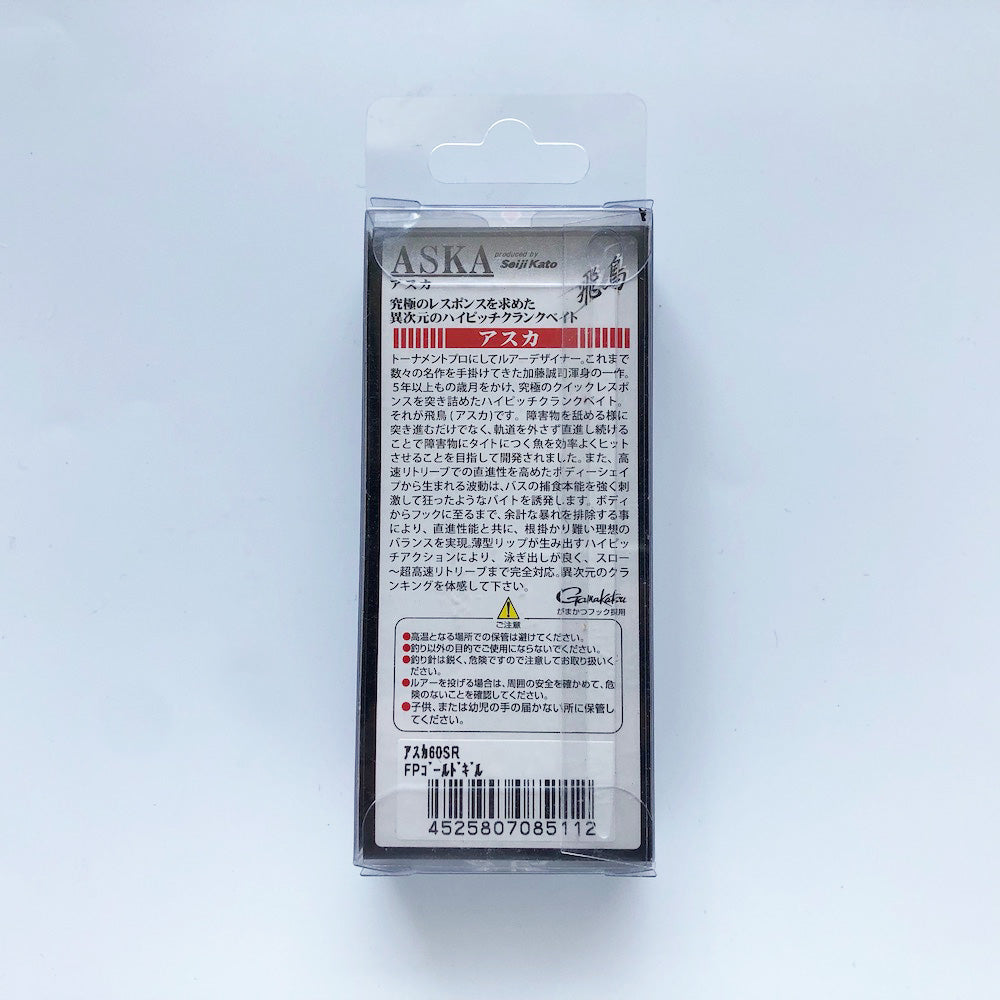 ASKA produced by Seiji Kato
アスカ
飛鳥
究極のレスポンスを求めた
異次元のハイピッチクランクベイト
アスカ
トーナメントプロにしてルアーデザイナー。これまで
数々の名作を手掛けてきた加藤誠司渾身の一作。
5年以上もの歳月をかけ、究極のクイックレスポ
ンスを突き詰めたハイピッチクランクベイト。
それが飛鳥(アスカ)です。障害物を舐める様に
突き進むだけでなく、軌道を外さず直進し続ける
ことで障害物にタイトにつく魚を効率よくヒット
させることを目指して開発されました。また、高
速リトリーブでの直進性を高めたボディーシェイ
プから生まれる波動は、バスの捕食本能を強く刺
激して狂ったようなバイトを誘発します。ボディ
からフックに至るまで、余計な暴れを排除する事
により、直進性能と共に、根掛かり難い理想の
バランスを実現。薄型リップが生み出すハイピッ
チアクションにより、泳ぎ出しが良く、スロー
〜超高速リトリーブまで完全対応。異次元のクラ
ンキングを体感して下さい。
Gamakatsu
がまかつフック採用
ご注意
●高温となる場所での保管は避けてください。
●釣り以外の目的でご使用にならないでください。
●釣り針は鋭く、危険ですので注意してお取り扱いく
ださい。
●ルアーを投げる場合は、周囲の安全を確かめて、危
険のないことを確認してください。
●子供、または幼児の手の届かない所に保管し
てください。
アスカ60SR
FPゴールドギル
4525807085112